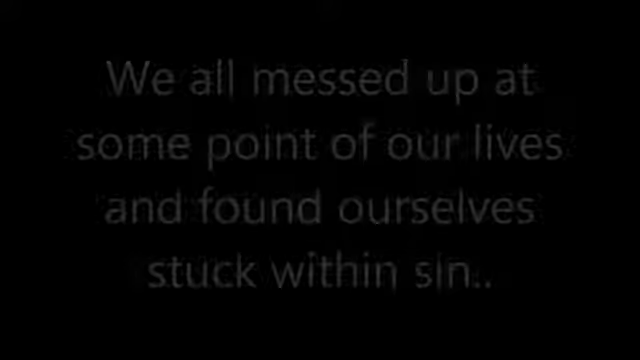 We all messed up at
some point of our lives
and found ourselves
stuck within sin..